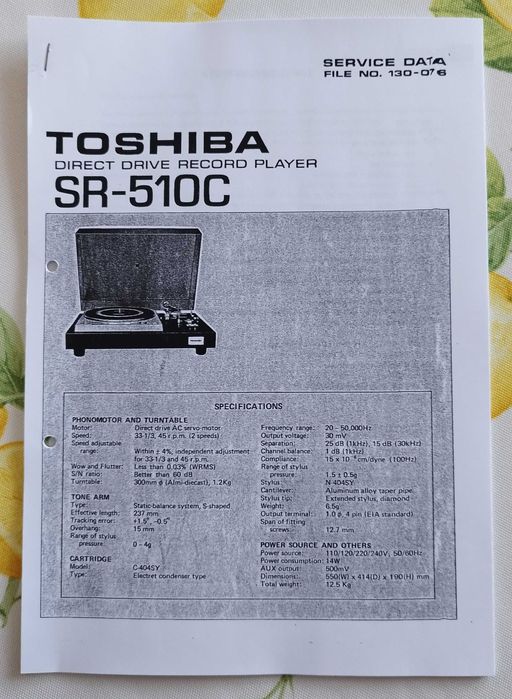 SERVICE DATA
FILE NO. 130-076
TOSHIBA
DIRECT DRIVE RECORD PLAYER
SR-510C
SPECIFICATIONS
PHONOMOTOR AND TURNTABLE
Motor: Direct drive AC servo-motor
Speed: 33-1/3, 45 r.p.m. (2 speeds)
Speed adjustable
range: Within ± 4%, independent adjustment
for 33-1/3 and 45 r.p.m.
Wow and Flutter: Less than 0.03% (WRMS)
S/N ratio: Better than 60 dB
Turntable: 300mm ϕ (Almi-diecast), 1.2Kg
TONE ARM
Type: Static-balance system, S-shaped
Effective length: 237 mm
Tracking error: +1.5°, -0.5°
Overhang: 15 mm
Range of stylus
pressure: 0 - 4g
CARTRIDGE
Model: C-404SY
Type: Electret condenser type
Frequency range: 20 - 50,000Hz
Output voltage: 30 mV
Separation: 25 dB (1kHz), 15 dB (30kHz)
Channel balance: 1 dB (1kHz)
Compliance: 15 x 10⁻⁶cm/dyne (100Hz)
Range of stylus
pressure: 1.5 ± 0.5g
Stylus: N-404SY
Cantilever: Aluminum alloy taper pipe
Stylus tip: Extended stylus, diamond
Weight: 6.5g
Output terminal: 1.0 ϕ, 4 pin (EIA standard)
Span of fitting
screws: 12.7 mm
POWER SOURCE AND OTHERS
Power source: 110/120/220/240V, 50/60Hz
Power consumption: 14W
AUX output: 500mV
Dimensions: 550(W) x 414(D) x 190(H) mm
Total weight: 12.5 Kg